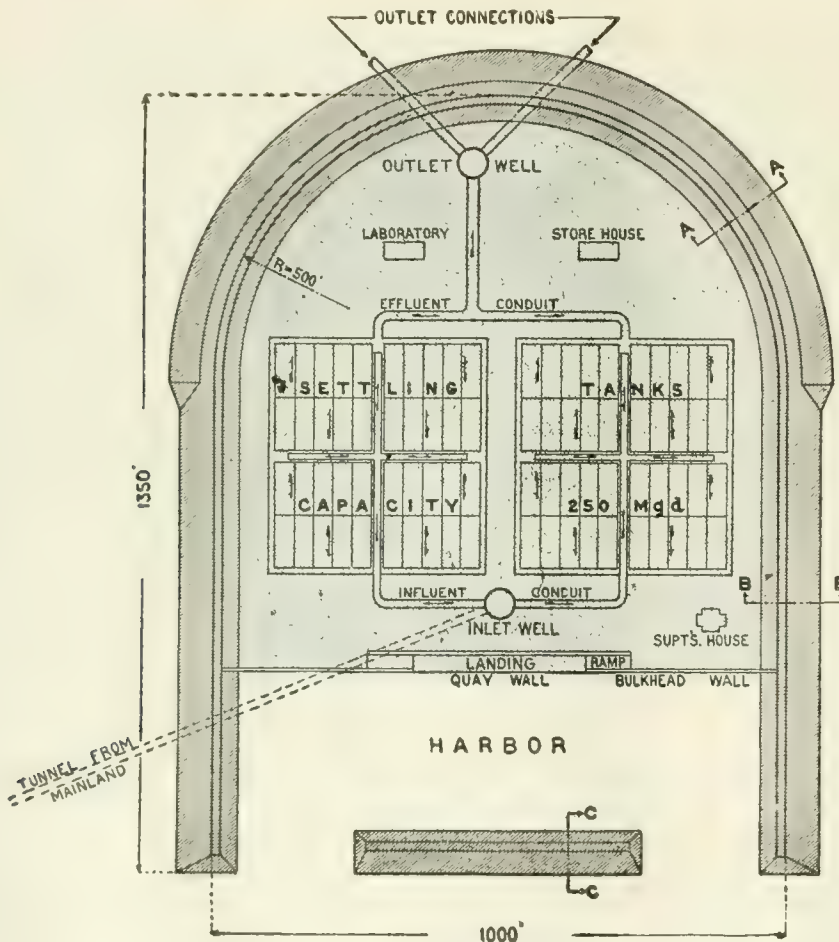 OUTLET CONNECTIONS
OUTLET WELL
A
A
LABORATORY
STORE HOUSE
R=500'
EFFLUENT CONDUIT
SETTLING TANKS
1350'
CAPACITY 250 Mgd
B B
INFLUENT CONDUIT
INLET WELL
SUPT'S. HOUSE
LANDING RAMP
QUAY WALL BULKHEAD WALL
HARBOR
TUNNEL FROM
MAINLAND
C
C
1000'